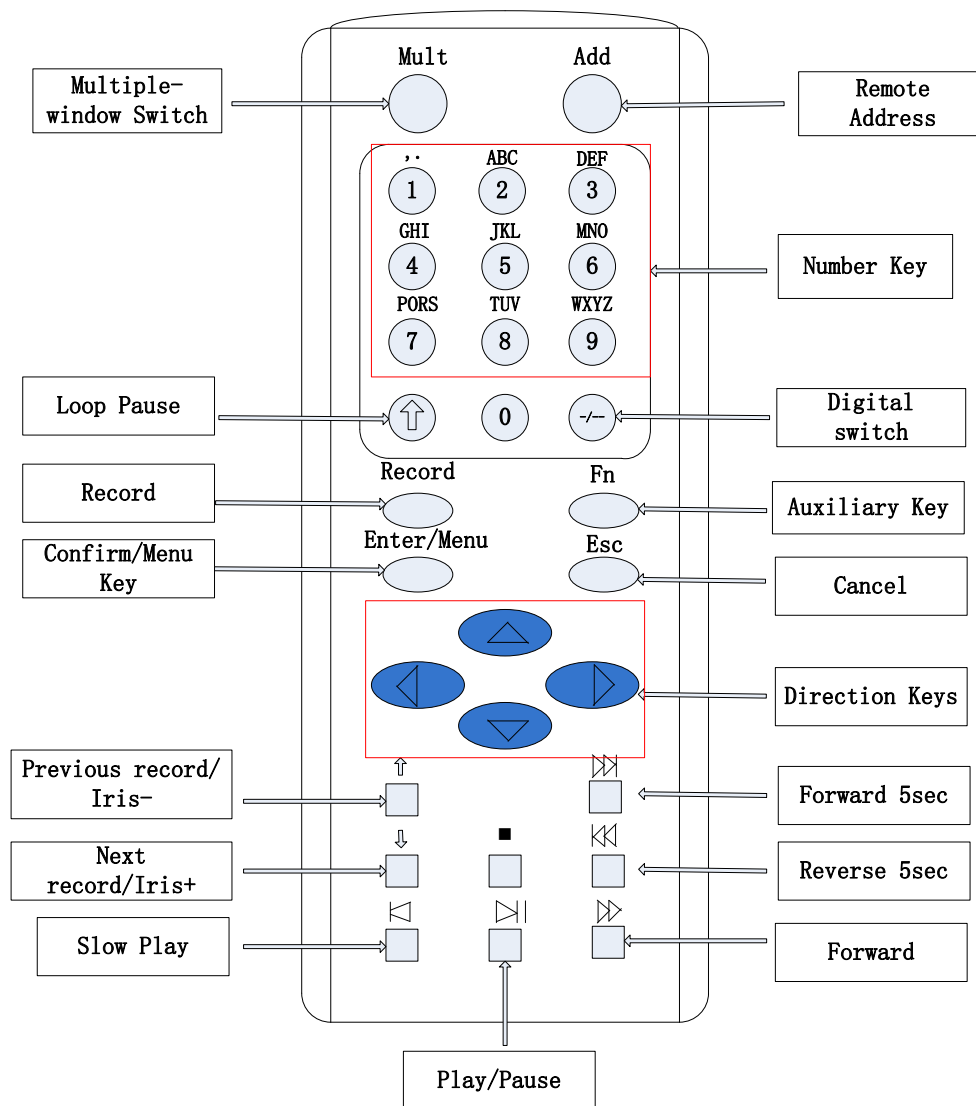 Mult
Add
Multiple-
window Switch
Remote
Address
,.
ABC
DEF
1
2
3
GHI
JKL
MNO
4
5
6
Number Key
PORS
TUV
WXYZ
7
8
9
Loop Pause
0
-/--
Digital
switch
Record
Fn
Record
Auxiliary Key
Enter/Menu
Esc
Confirm/Menu
Key
Cancel
Direction Keys
Previous record/
Iris-
Forward 5sec
Next
record/Iris+
Reverse 5sec
Slow Play
Forward
Play/Pause